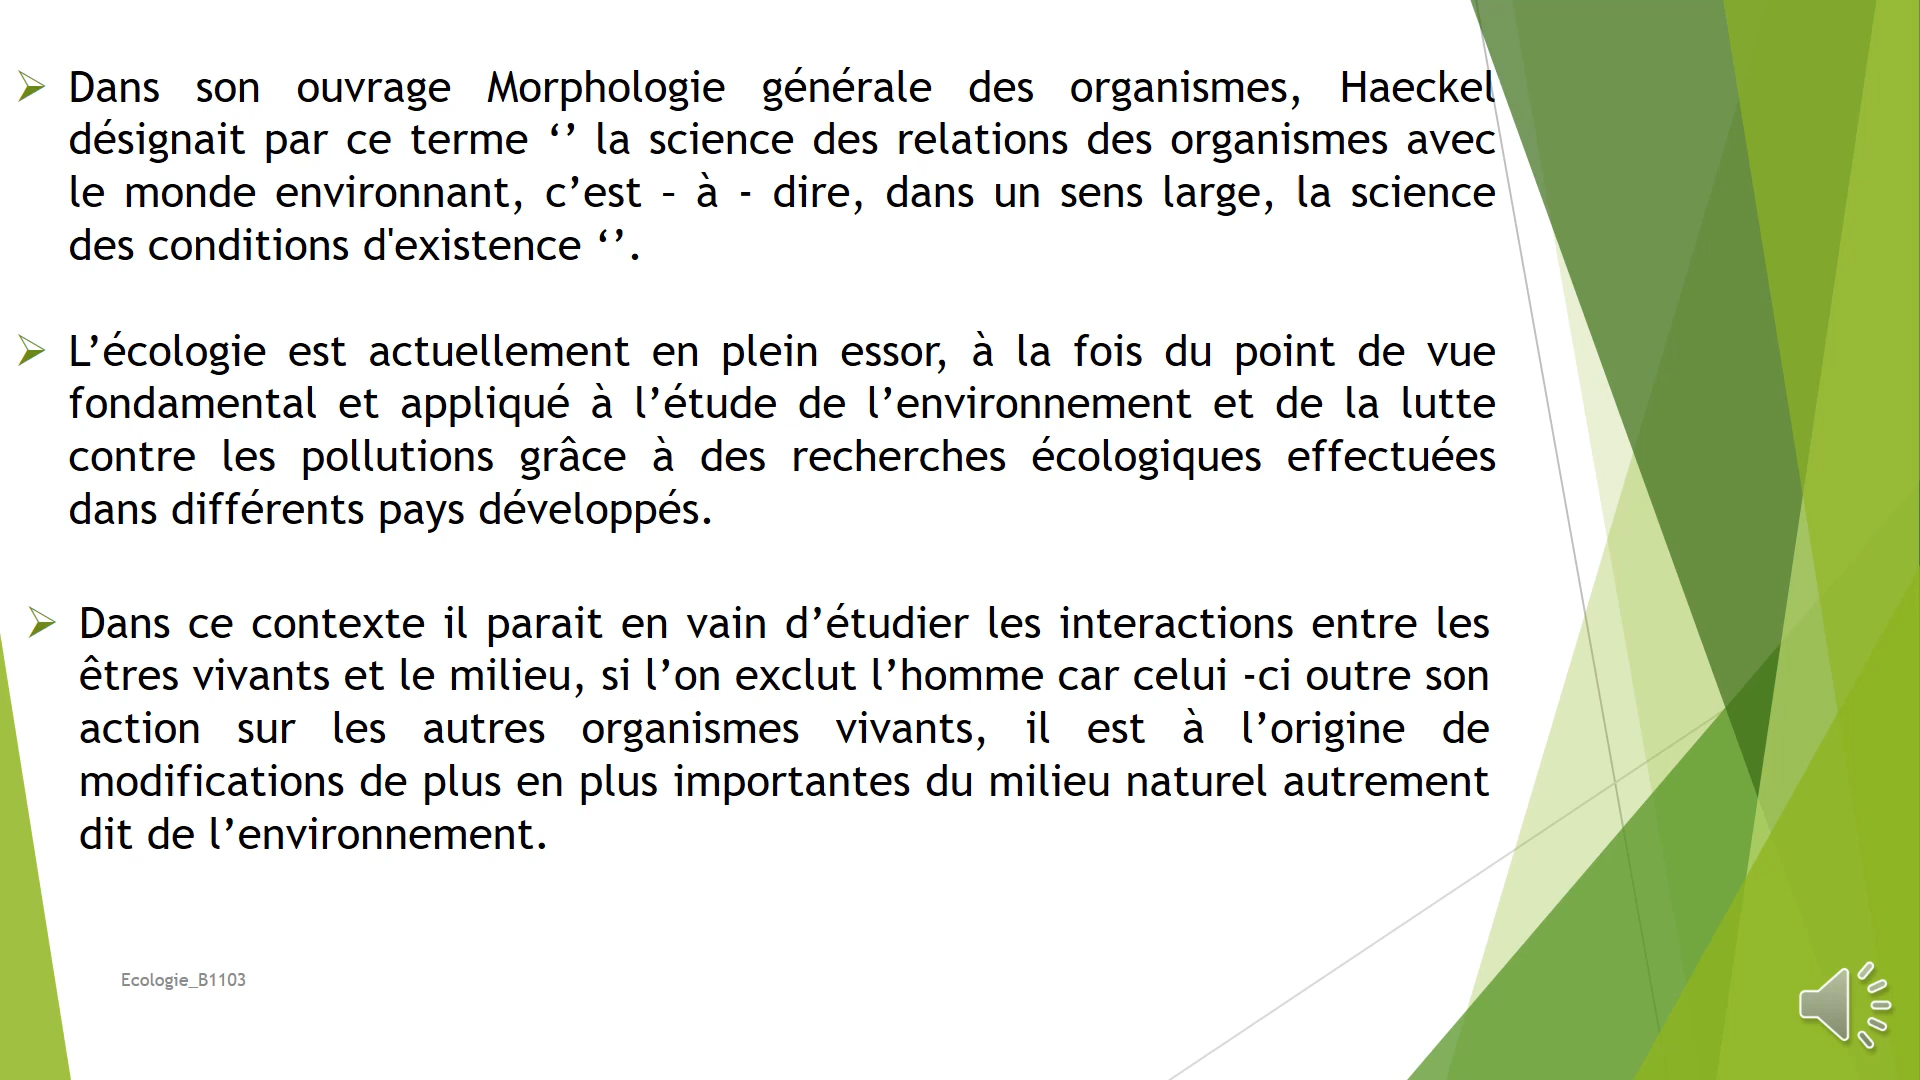 Dans son ouvrage Morphologie générale des organismes, Haeckel
désignait par ce terme ‘’ la science des relations des organismes avec
le monde environnant, c’est – à - dire, dans un sens large, la science
des conditions d'existence ‘’.
L’écologie est actuellement en plein essor, à la fois du point de vue
fondamental et appliqué à l’étude de l’environnement et de la lutte
contre les pollutions grâce à des recherches écologiques effectuées
dans différents pays développés.
Dans ce contexte il parait en vain d’étudier les interactions entre les
êtres vivants et le milieu, si l’on exclut l’homme car celui -ci outre son
action sur les autres organismes vivants, il est à l’origine de
modifications de plus en plus importantes du milieu naturel autrement
dit de l’environnement.
Ecologie_B1103